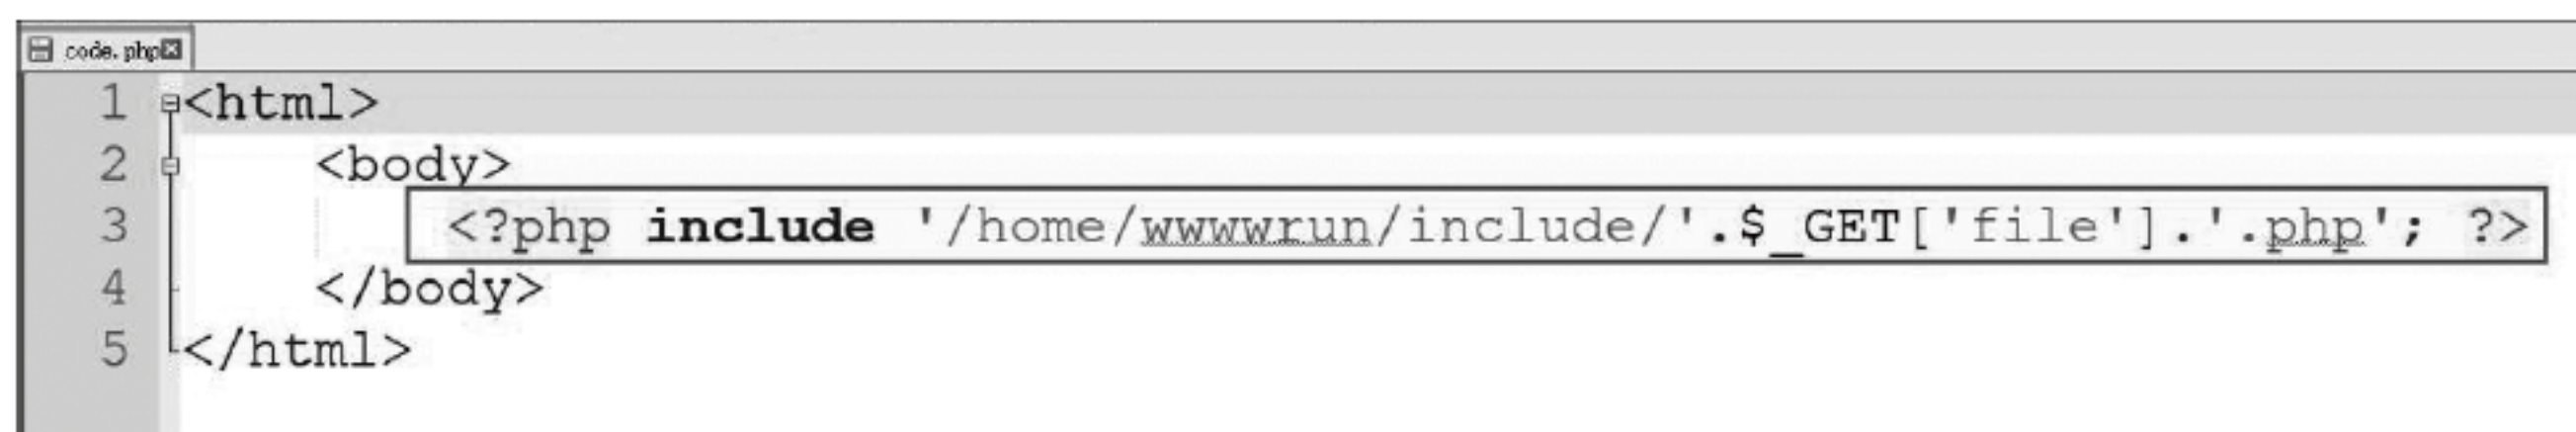 code.php
1 <html>
2 <body>
3 <?php include '/home/wwwrun/include/'.$_GET['file'].'.php'; ?>
4 </body>
5 </html>